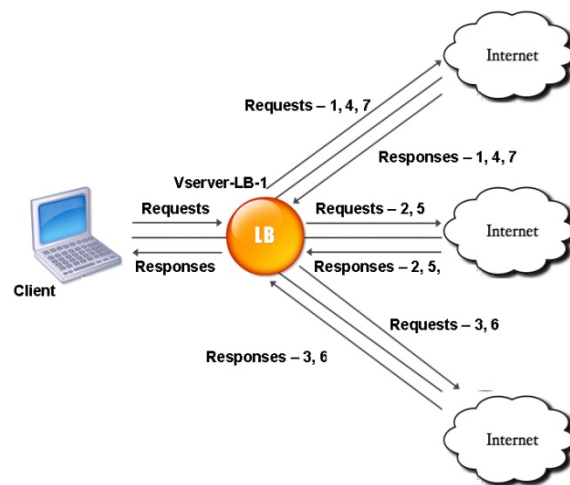 Internet
Requests – 1, 4, 7
Responses – 1, 4, 7
Vserver-LB-1
Requests
Requests – 2, 5
LB
Internet
Responses
Responses – 2, 5,
Client
Requests – 3, 6
Responses – 3, 6
Internet